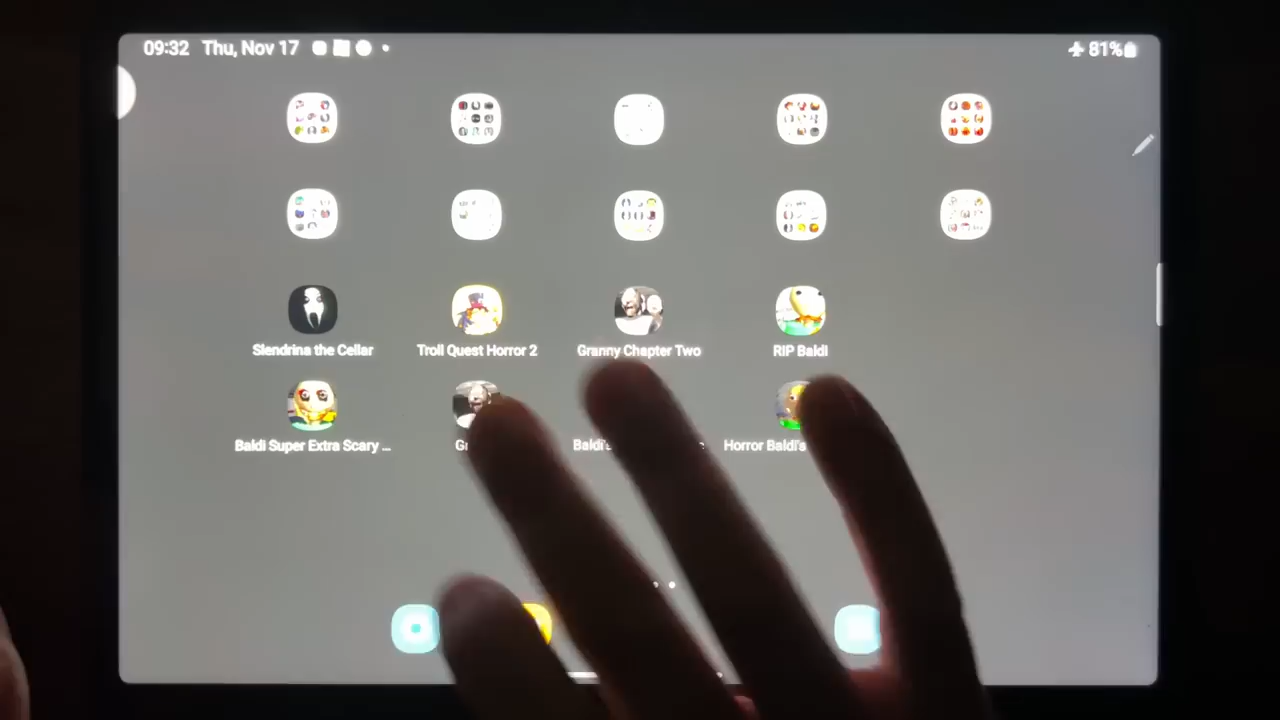 09:32 Thu, Nov 17
81%
Slendrina the Cellar
Troll Quest Horror 2
Granny Chapter Two
RIP Baldi
Baldi Super Extra Scary ...
Horror Baldi's